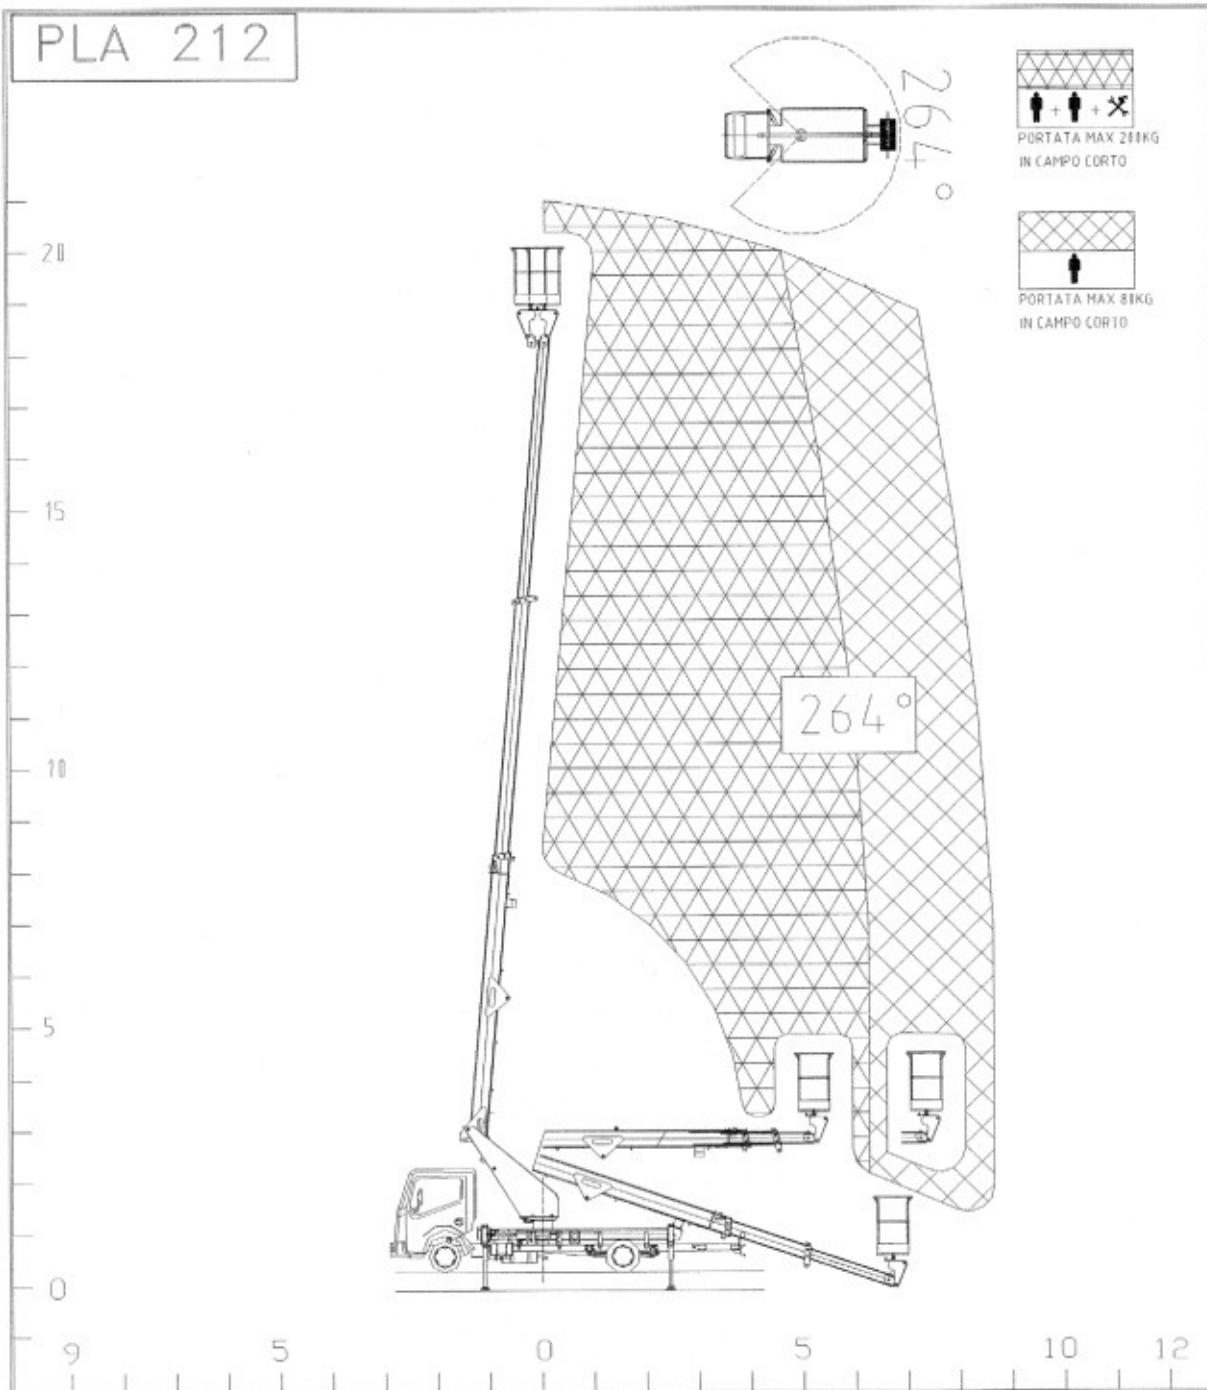 PLA 212
264°
PORTATA MAX 200KG
IN CAMPO CORTO
PORTATA MAX 80KG
IN CAMPO CORTO
20
15
10
264°
5
0
9 5 0 5 10 12